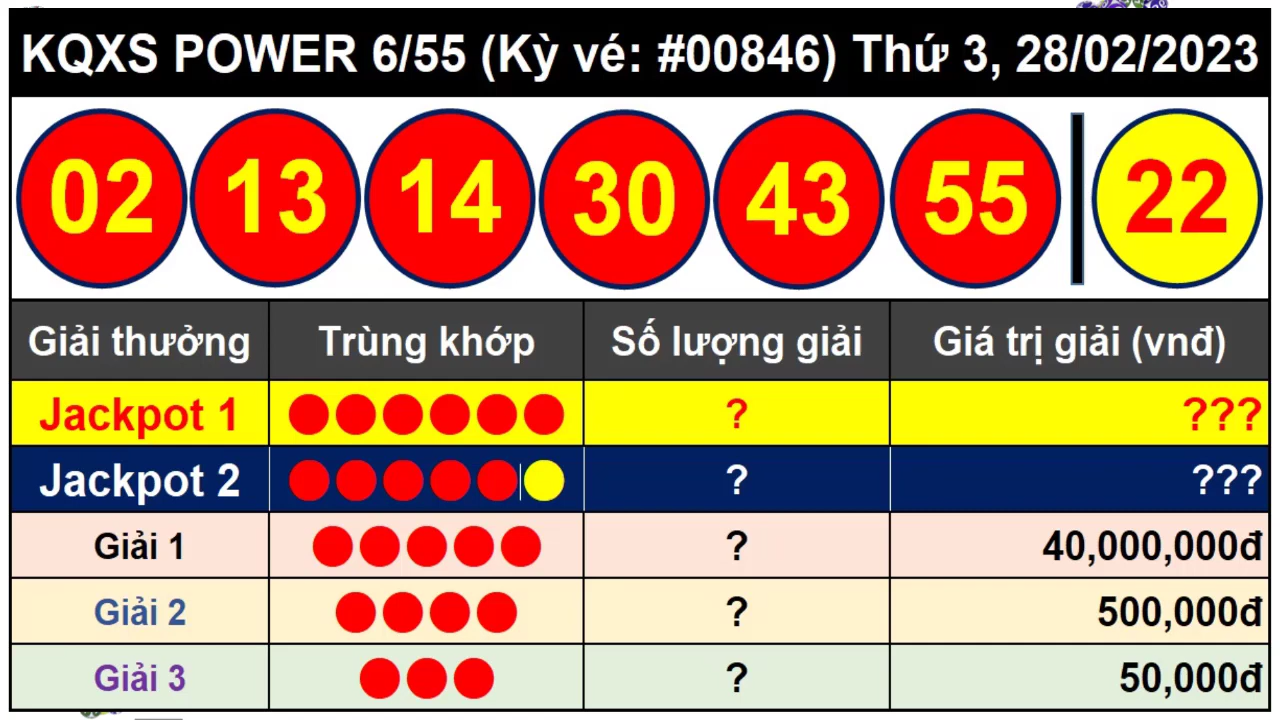 KQXS POWER 6/55 (Kỳ vé: #00846) Thứ 3, 28/02/2023
02 13 14 30 43 55 22
Giải thưởng Trùng khớp Số lượng giải Giá trị giải (vnđ)
Jackpot 1 ? ???
Jackpot 2 ? ???
Giải 1 ? 40,000,000đ
Giải 2 ? 500,000đ
Giải 3 ? 50,000đ